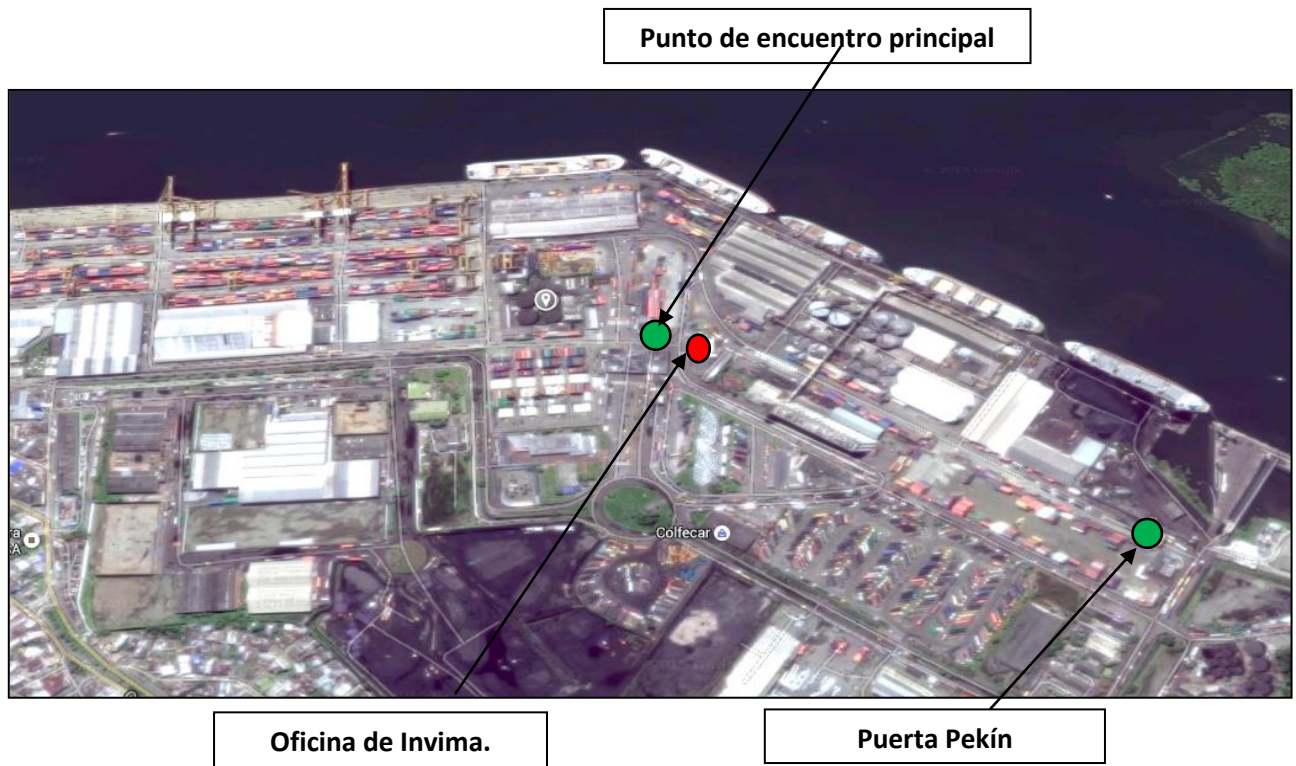 Punto de encuentro principal
Colfecar
Oficina de Invima.
Puerta Pekín